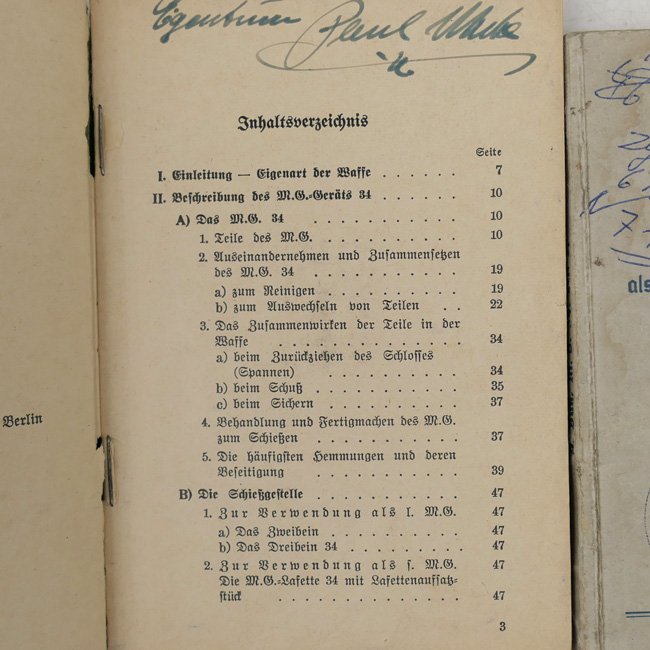 Eigentum Paul
Inhaltsverzeichnis
Seite
I. Einleitung — Eigenart der Waffe . . . . . . 7
II. Beschreibung des M.G.-Geräts 34 . . . . . . 10
A) Das M.G. 34 . . . . . . . . . . . 10
1. Teile des M.G. . . . . . . . . . . . 10
2. Auseinandernehmen und Zusammensetzen
des M.G. 34 . . . . . . . . . . . 19
a) zum Reinigen . . . . . . . . . . 19
b) zum Auswechseln von Teilen . . 22
3. Das Zusammenwirken der Teile in der
Waffe . . . . . . . . . . . . . 34
a) beim Zurückziehen des Schlosses
(Spannen) . . . . . . . . . . 34
b) beim Schuß . . . . . . . . . . . 35
c) beim Sichern . . . . . . . . . . 37
4. Behandlung und Fertigmachen des M.G.
zum Schießen . . . . . . . . . . . 37
5. Die häufigsten Hemmungen und deren
Beseitigung . . . . . . . . . . . 39
B) Die Schießgestelle . . . . . . . . . . . 47
1. Zur Verwendung als l. M.G. 47
a) Das Zweibein . . . . . . . . . . 47
b) Das Dreibein 34 . . . . . . . . . 47
2. Zur Verwendung als s. M.G. 47
Die M.G.-Lafette 34 mit Lafettenaufsatz-
stück . . . . . . . . . . . . . 47
3
Berlin
als